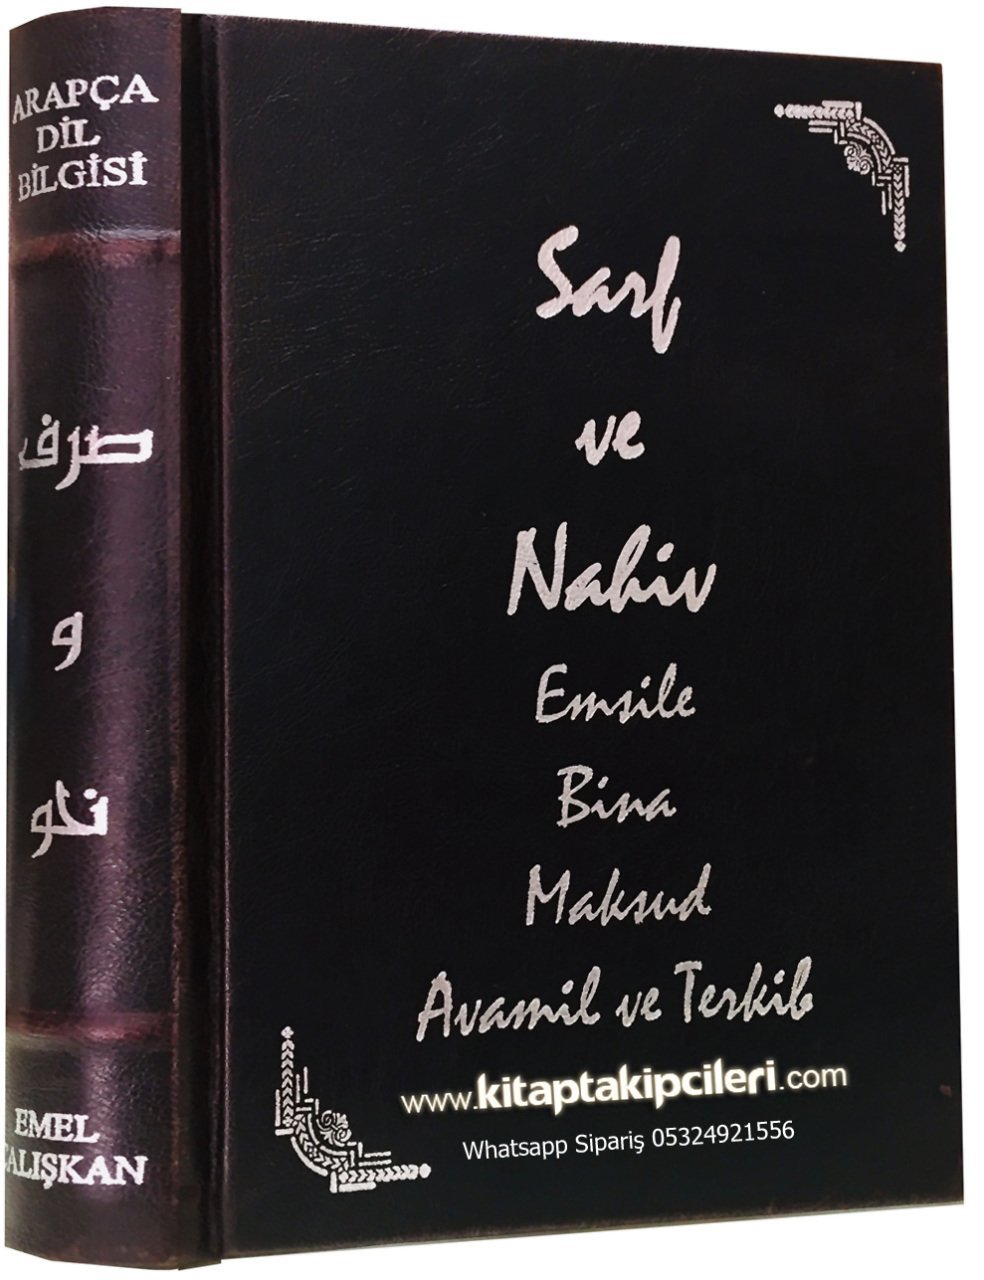 ARAPÇA
DİL
BİLGİSİ
صرف
و
نحو
EMEL
ÇALIŞKAN
Sarf
ve
Nahiv
Emsile
Bina
Maksud
Avamil ve Terkib
www.kitaptakipcileri.com
Whatsapp Sipariş 05324921556